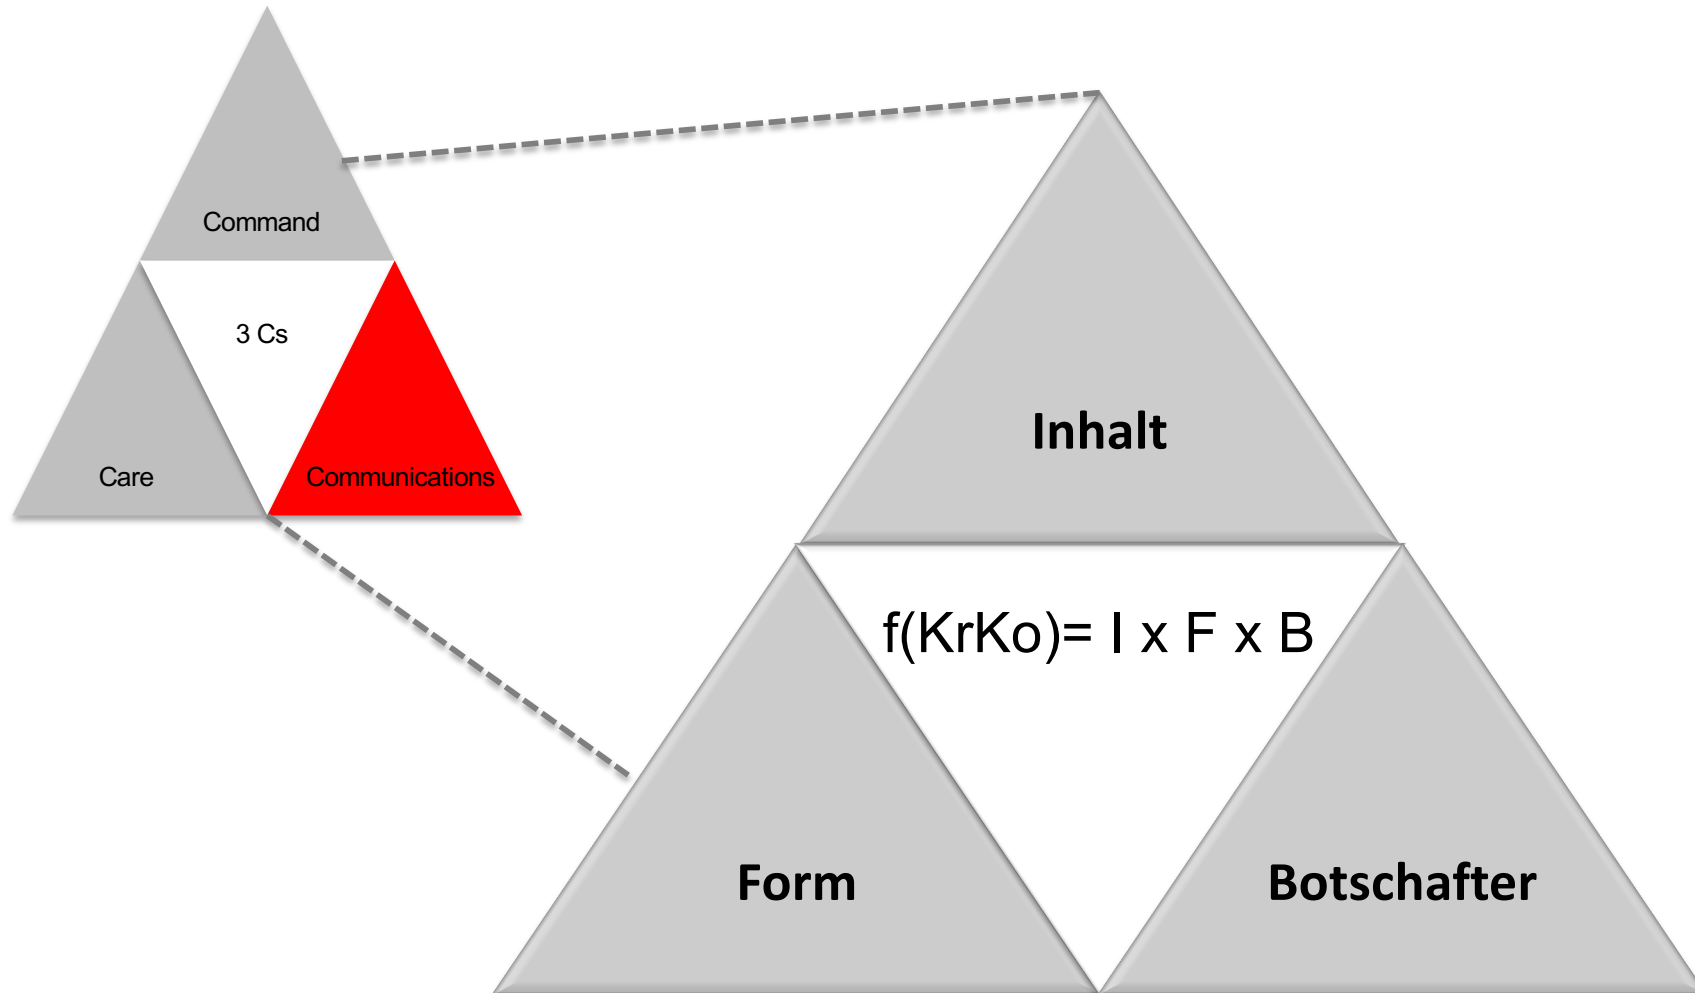 Command
3 Cs
Care
Communications
Inhalt
f(KrKo)= I x F x B
Form
Botschafter